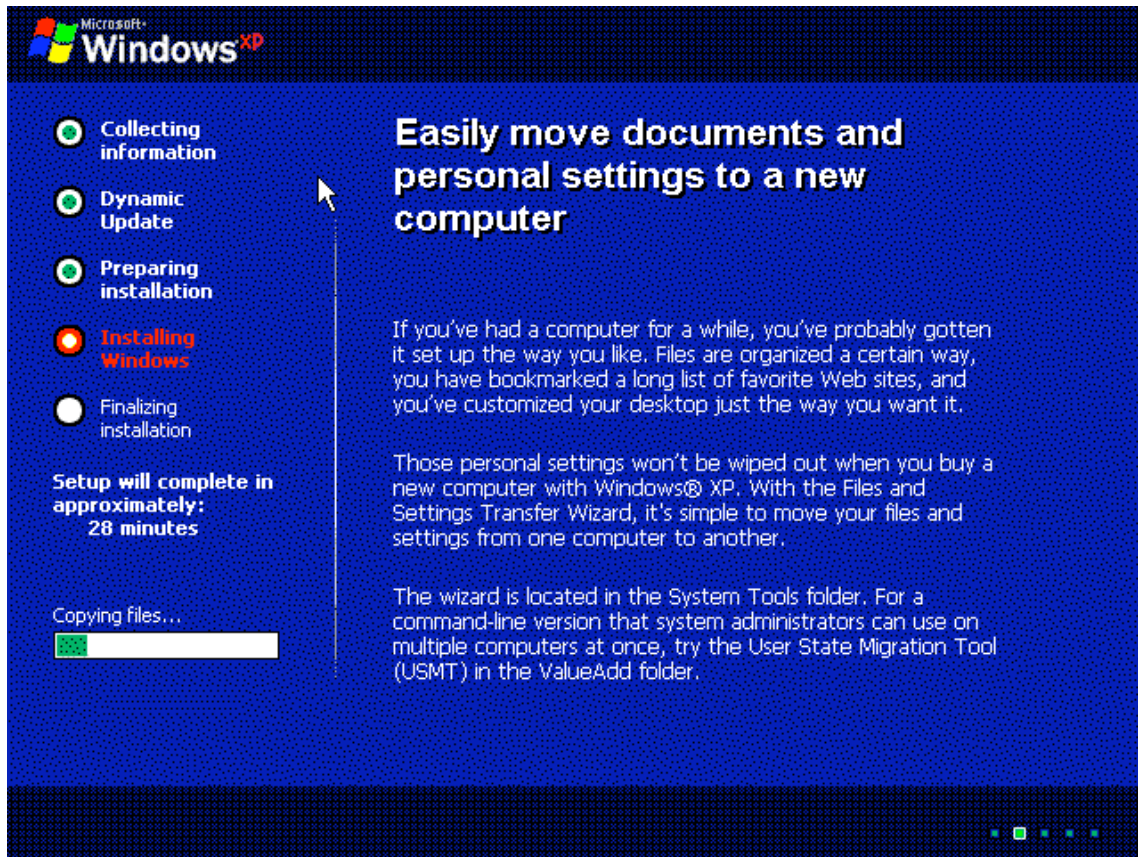 Microsoft®
Windows xp
Collecting
information
Dynamic
Update
Preparing
installation
Installing
Windows
Finalizing
installation
Setup will complete in
approximately:
28 minutes
Copying files...
Easily move documents and
personal settings to a new
computer
If you've had a computer for a while, you've probably gotten
it set up the way you like. Files are organized a certain way,
you have bookmarked a long list of favorite Web sites, and
you've customized your desktop just the way you want it.
Those personal settings won't be wiped out when you buy a
new computer with Windows® XP. With the Files and
Settings Transfer Wizard, it's simple to move your files and
settings from one computer to another.
The wizard is located in the System Tools folder. For a
command-line version that system administrators can use on
multiple computers at once, try the User State Migration Tool
(USMT) in the ValueAdd folder.